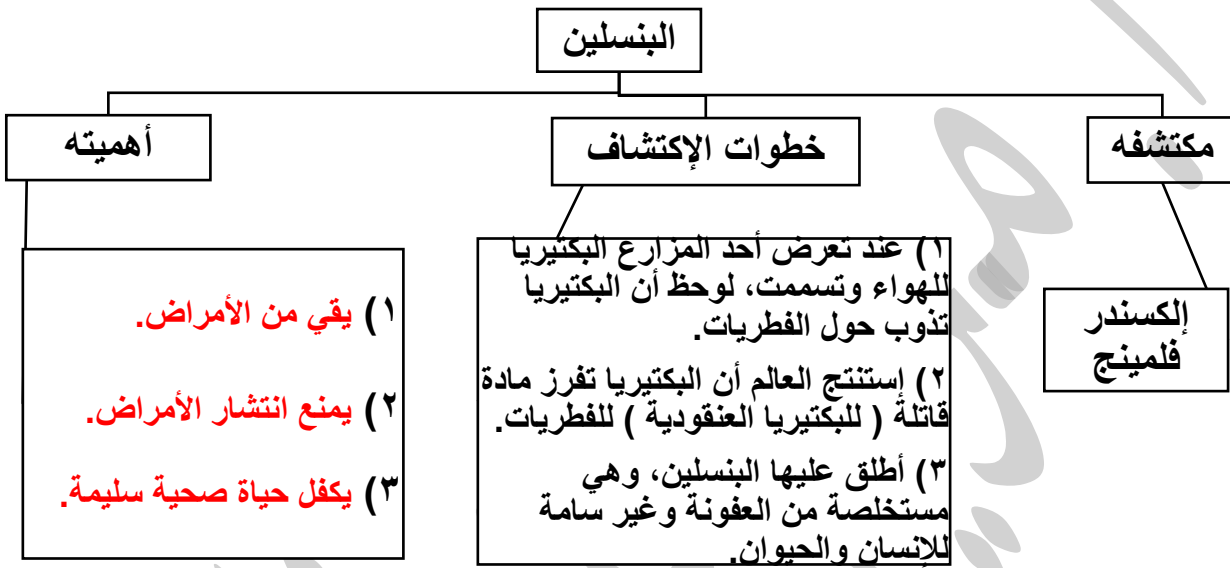 البنسلين
مكتشفه
خطوات الإكتشاف
أهميته
إلكسندر
فلمينج
١) عند تعرض أحد المزارع البكتيريا
للهواء وتسممت، لوحظ أن البكتيريا
تذوب حول الفطريات.
٢) إستنتج العالم أن البكتيريا تفرز مادة
قاتلة ( للبكتيريا العنقودية ) للفطريات.
٣) أطلق عليها البنسلين، وهي
مستخلصة من العفونة وغير سامة
للإنسان والحيوان.
١) يقي من الأمراض.
٢) يمنع انتشار الأمراض.
٣) يكفل حياة صحية سليمة.